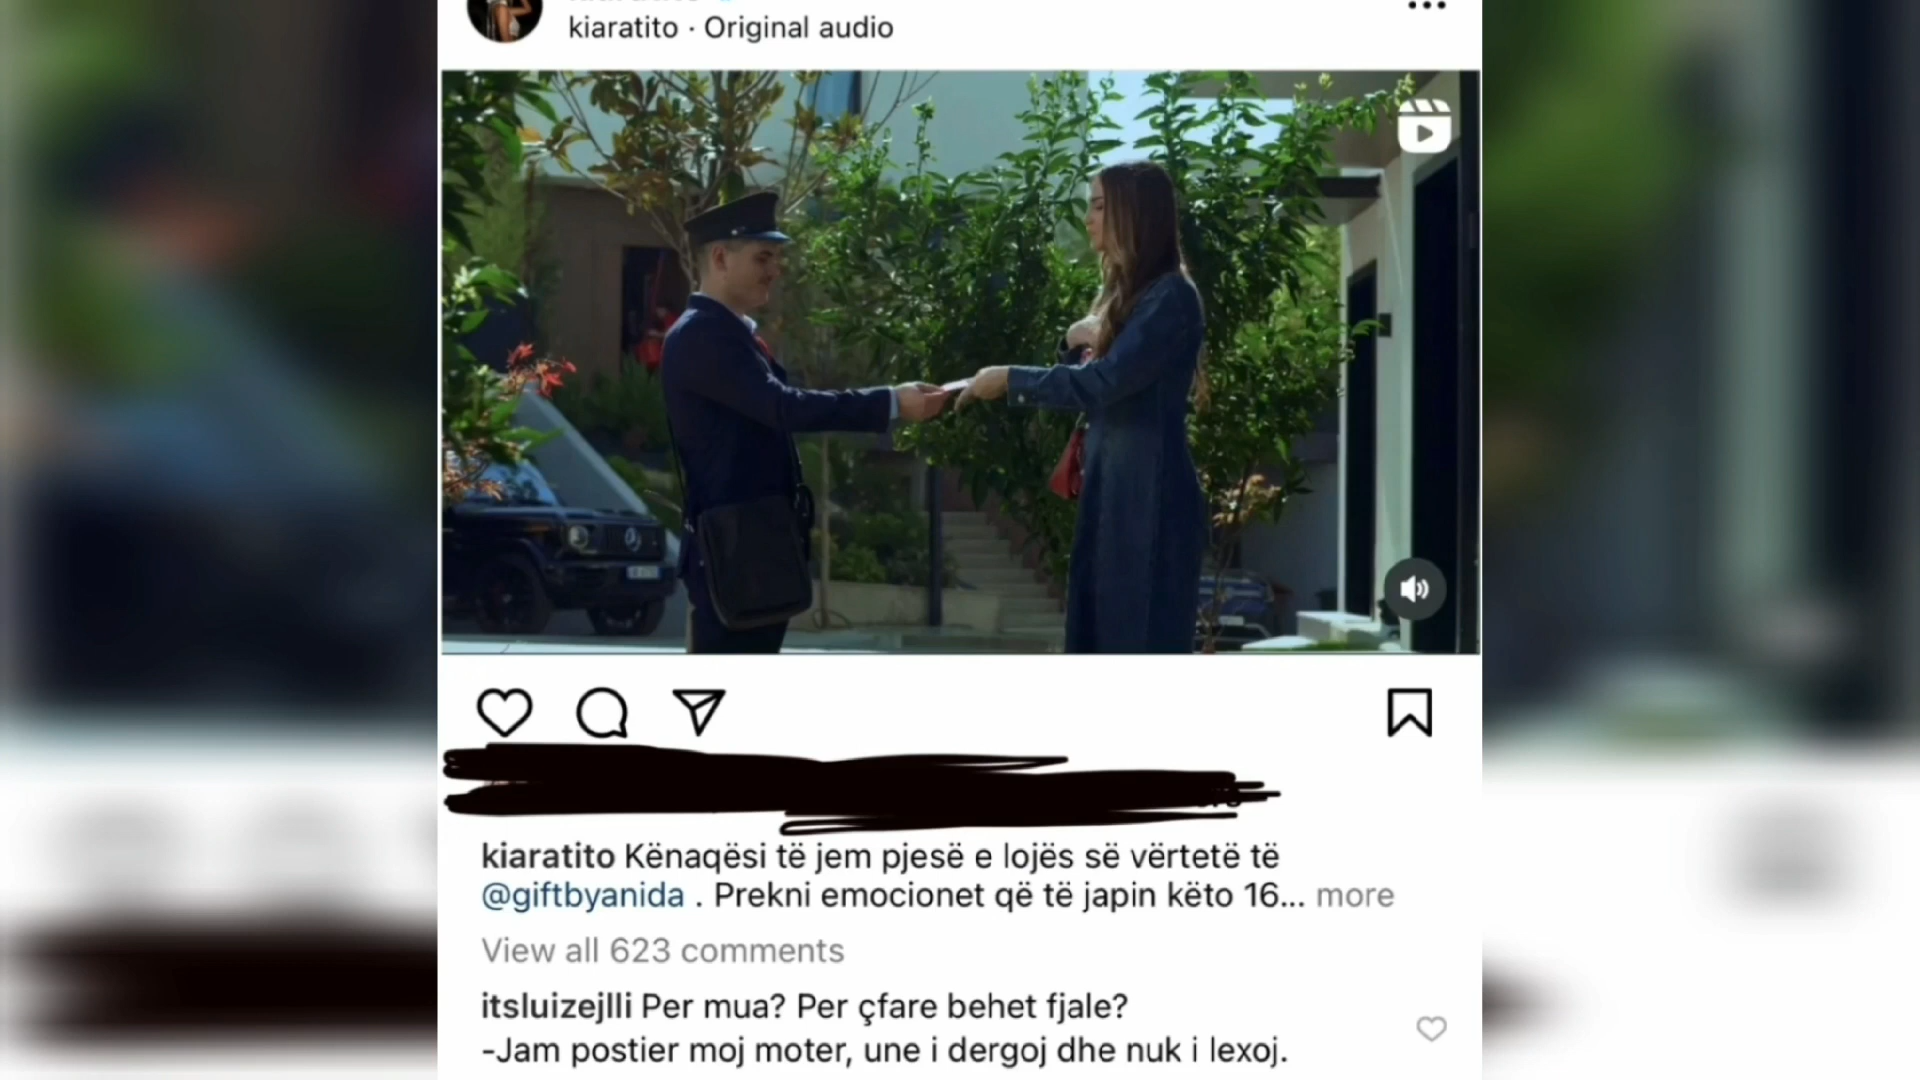 kiaratito · Original audio
kiaratito Kënaqësi të jem pjesë e lojës së vërtetë të
@giftbyanida . Prekni emocionet që të japin këto 16... more
View all 623 comments
itsluizejlli Per mua? Per çfare behet fjale?
-Jam postier moj moter, une i dergoj dhe nuk i lexoj.